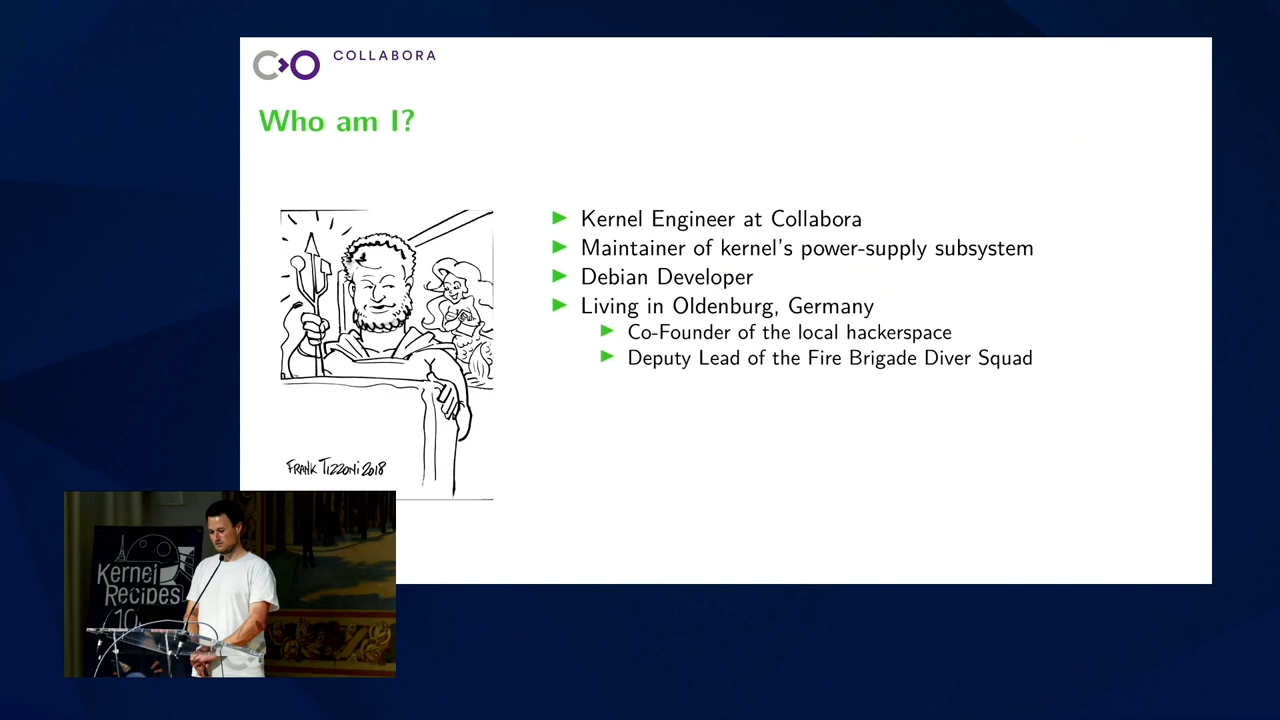 COLLABORA
Who am I?
Kernel Engineer at Collabora
Maintainer of kernel's power-supply subsystem
Debian Developer
Living in Oldenburg, Germany
Co-Founder of the local hackerspace
Deputy Lead of the Fire Brigade Diver Squad
FRANK TIZZONI 2018
Kernel
Recipes
10